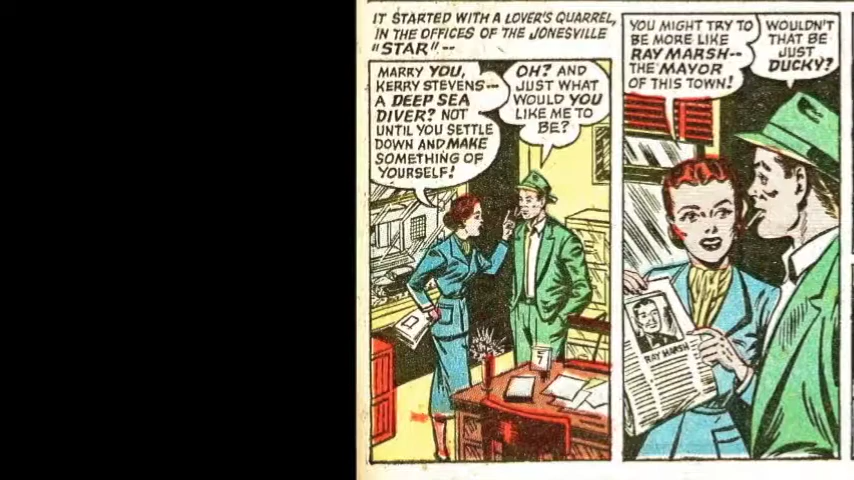 IT STARTED WITH A LOVER'S QUARREL,
IN THE OFFICES OF THE JONESVILLE
"STAR"--
MARRY YOU,
KERRY STEVENS--
A DEEP SEA
DIVER? NOT
UNTIL YOU SETTLE
DOWN AND MAKE
SOMETHING OF
YOURSELF!
OH? AND
JUST WHAT
WOULD YOU
LIKE ME TO
BE?
YOU MIGHT TRY TO
BE MORE LIKE
RAY MARSH--
THE MAYOR
OF THIS TOWN!
WOULDN'T
THAT BE
JUST
DUCKY?
RAY MARSH
7